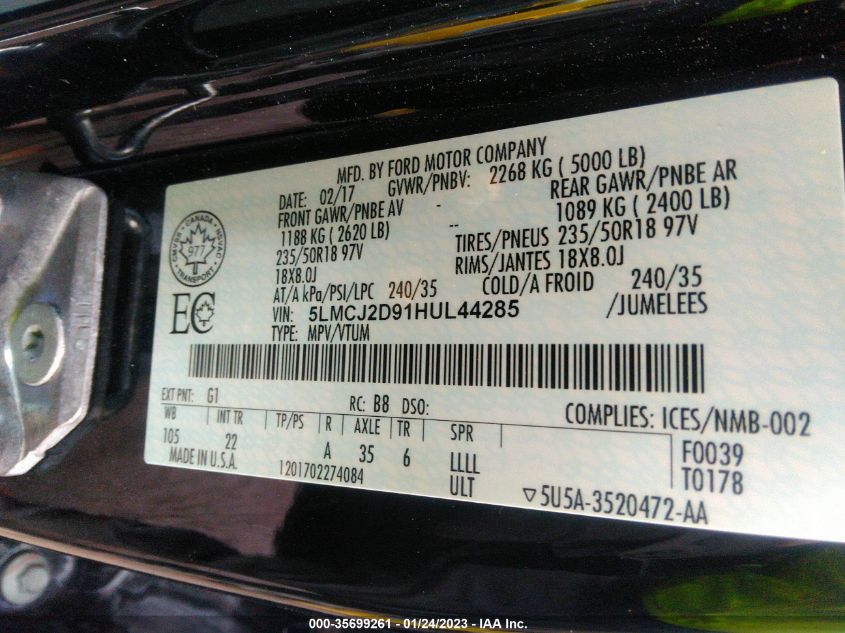 MFD. BY FORD MOTOR COMPANY
DATE: 02/17 GVWR/PNBV: 2268 KG ( 5000 LB)
FRONT GAWR/PNBE AV - REAR GAWR/PNBE AR
1188 KG ( 2620 LB) -- 1089 KG ( 2400 LB)
235/50R18 97V TIRES/PNEUS 235/50R18 97V
18X8.0J RIMS/JANTES 18X8.0J
AT/A kPa/PSI/LPC 240/35 COLD/A FROID 240/35
VIN: 5LMCJ2D91HUL44285 /JUMELEES
TYPE: MPV/VTUM
CANADA
977
TRANSPORT
EC
EXT PNT: G1 RC: B8 DSO: COMPLIES: ICES/NMB-002
WB INT TR TP/PS R AXLE TR SPR F0039
105 22 A 35 6 LLLL T0178
MADE IN U.S.A. 1201702274084 ULT ▽5U5A-3520472-AA
000-35699261 - 01/24/2023 - IAA Inc.